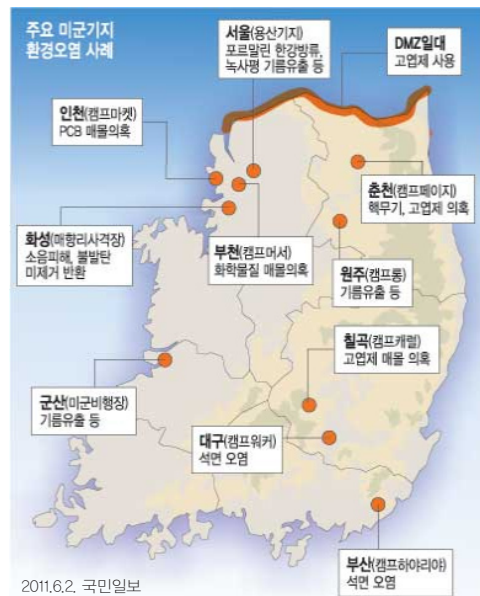 주요 미군기지
환경오염 사례
서울(용산기지)
포르말린 한강방류,
녹사평 기름유출 등
DMZ일대
고엽제 사용
인천(캠프마켓)
PCB 매몰의혹
춘천(캠프페이지)
핵무기, 고엽제 의혹
화성(매향리사격장)
소음피해, 불발탄
미제거 반환
부천(캠프머서)
화학물질 매몰의혹
원주(캠프롱)
기름유출 등
칠곡(캠프캐럴)
고엽제 매몰 의혹
군산(미군비행장)
기름유출 등
대구(캠프워커)
석면 오염
부산(캠프하야리아)
석면 오염
2011.6.2. 국민일보